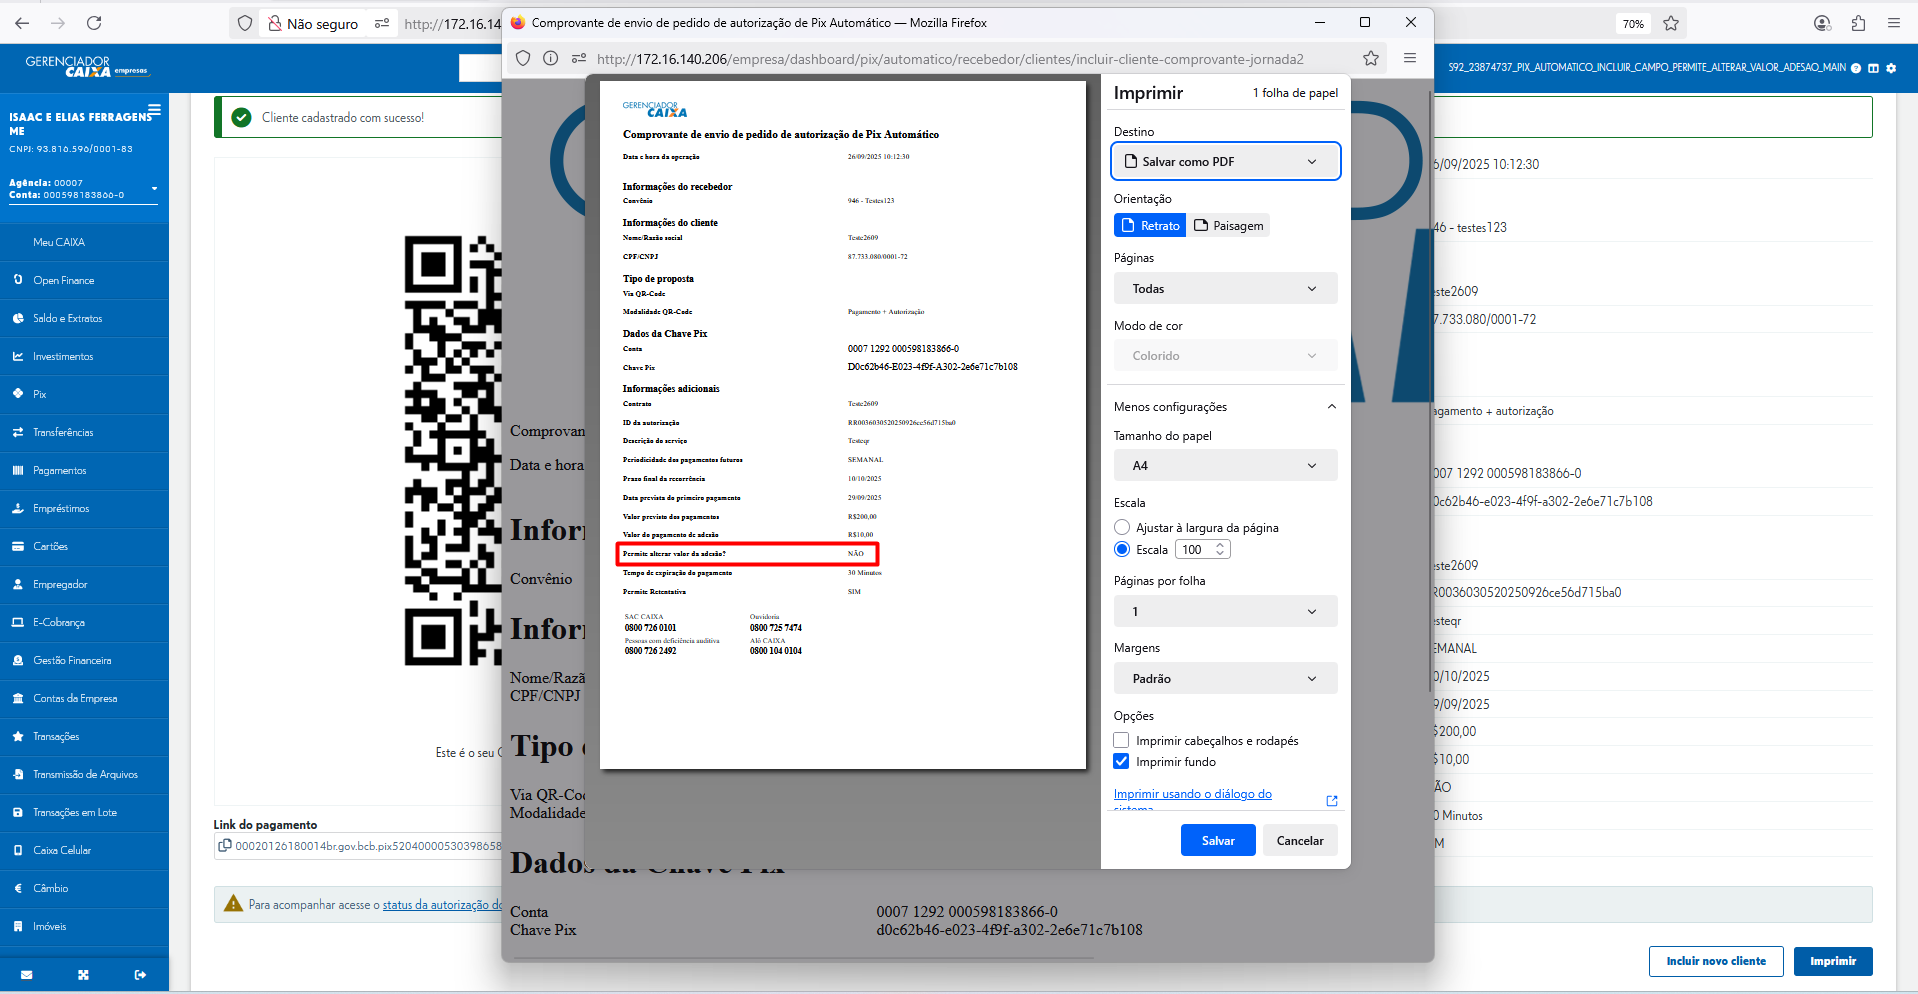 Não seguro
http://172.16.14
70%
Comprovante de envio de pedido de autorização de Pix Automático — Mozilla Firefox
http://172.16.140.206/empresa/dashboard/pix/automatico/recebedor/clientes/incluir-cliente-comprovante-jornada2
GERENCIADOR
CAIXA empresas
S92_23874737_PIX_AUTOMATICO_INCLUIR_CAMPO_PERMITE_ALTERAR_VALOR_ADESAO_MAIN
ISAAC E ELIAS FERRAGENS
ME
CNPJ: 93.816.596/0001-83
Agência: 00007
Conta: 000598183866-0
Meu CAIXA
Open Finance
Saldo e Extratos
Investimentos
Pix
Transferências
Pagamentos
Empréstimos
Cartões
Empregador
E-Cobrança
Gestão Financeira
Contas da Empresa
Transações
Transmissão de Arquivos
Transações em Lote
Caixa Celular
Câmbio
Imóveis
Cliente cadastrado com sucesso!
Este é o seu
Link do pagamento
00020126180014br.gov.bcb.pix5204000053039865
Para acompanhar acesse o status da autorização do
Comprovan
Data e hora
Infor
Convênio
Infor
Nome/Razã
CPF/CNPJ
Tipo
Via QR-Co
Modalidade
Dados da Chave Pix
Conta 0007 1292 000598183866-0
Chave Pix d0c62b46-e023-4f9f-a302-2e6e71c7b108
GERENCIADOR
CAIXA
Comprovante de envio de pedido de autorização de Pix Automático
Data e hora da operação 26/09/2025 10:12:30
Informações do recebedor
Convênio 946 - Testes123
Informações do cliente
Nome/Razão social Teste2609
CPF/CNPJ 87.733.080/0001-72
Tipo de proposta
Via QR-Code
Modalidade QR-Code Pagamento + Autorização
Dados da Chave Pix
Conta 0007 1292 000598183866-0
Chave Pix D0c62b46-E023-4f9f-A302-2e6e71c7b108
Informações adicionais
Contrato Teste2609
ID da autorização RR0036030520250926ce56d715ba0
Descrição do serviço Testeqr
Periodicidade dos pagamentos futuros SEMANAL
Prazo final da recorrência 10/10/2025
Data prevista do primeiro pagamento 29/09/2025
Valor previsto dos pagamentos R$200,00
Valor do pagamento de adesão R$10,00
Permite alterar valor da adesão? NÃO
Tempo de expiração do pagamento 30 Minutos
Permite Retentativa SIM
SAC CAIXA Ouvidoria
0800 726 0101 0800 725 7474
Pessoas com deficiência auditiva Alô CAIXA
0800 726 2492 0800 104 0104
Imprimir 1 folha de papel
Destino
Salvar como PDF
Orientação
Retrato Paisagem
Páginas
Todas
Modo de cor
Colorido
Menos configurações
Tamanho do papel
A4
Escala
Ajustar à largura da página
Escala 100
Páginas por folha
1
Margens
Padrão
Opções
Imprimir cabeçalhos e rodapés
Imprimir fundo
Imprimir usando o diálogo do
sistema
Salvar Cancelar
6/09/2025 10:12:30
46 - testes123
este2609
7.733.080/0001-72
agamento + autorização
007 1292 000598183866-0
0c62b46-e023-4f9f-a302-2e6e71c7b108
este2609
R0036030520250926ce56d715ba0
esteqr
EMANAL
0/10/2025
9/09/2025
$200,00
$10,00
ÃO
0 Minutos
M
Incluir novo cliente Imprimir